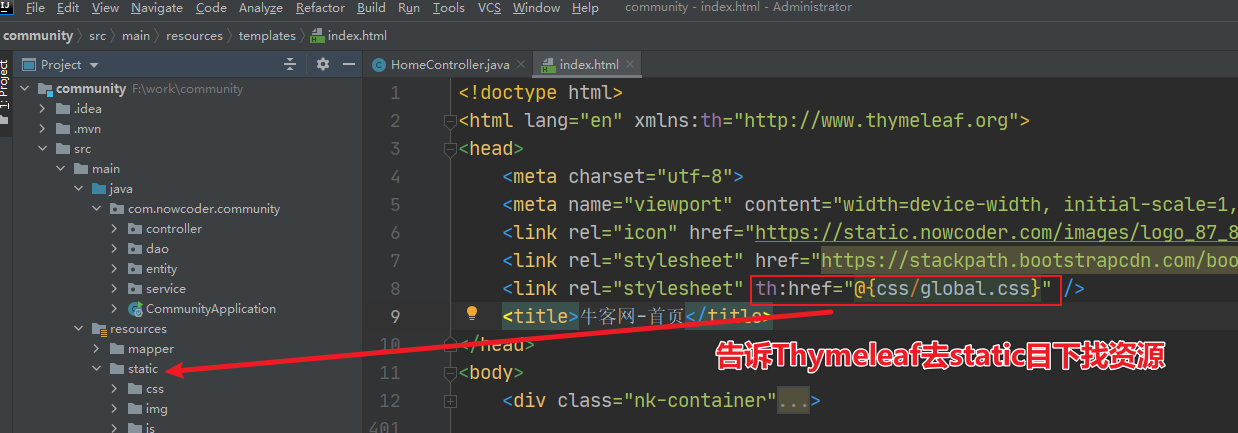 File Edit View Navigate Code Analyze Refactor Build Run Tools VCS Window Help community - index.html - Administrator
community src main resources templates index.html
1: Project
Project
HomeController.java index.html
community F:\work\community
.idea
.mvn
src
main
java
com.nowcoder.community
controller
dao
entity
service
CommunityApplication
resources
mapper
static
css
img
js
1 <!doctype html>
2 <html lang="en" xmlns:th="http://www.thymeleaf.org">
3 <head>
4 <meta charset="utf-8">
5 <meta name="viewport" content="width=device-width, initial-scale=1,
6 <link rel="icon" href="https://static.nowcoder.com/images/logo_87_8
7 <link rel="stylesheet" href="https://stackpath.bootstrapcdn.com/boo
8 <link rel="stylesheet" th:href="@{css/global.css}" />
9 <title>牛客网-首页</title>
10 </head>
11 <body>
12 <div class="nk-container"...>
401
告诉Thymeleaf去static目下找资源